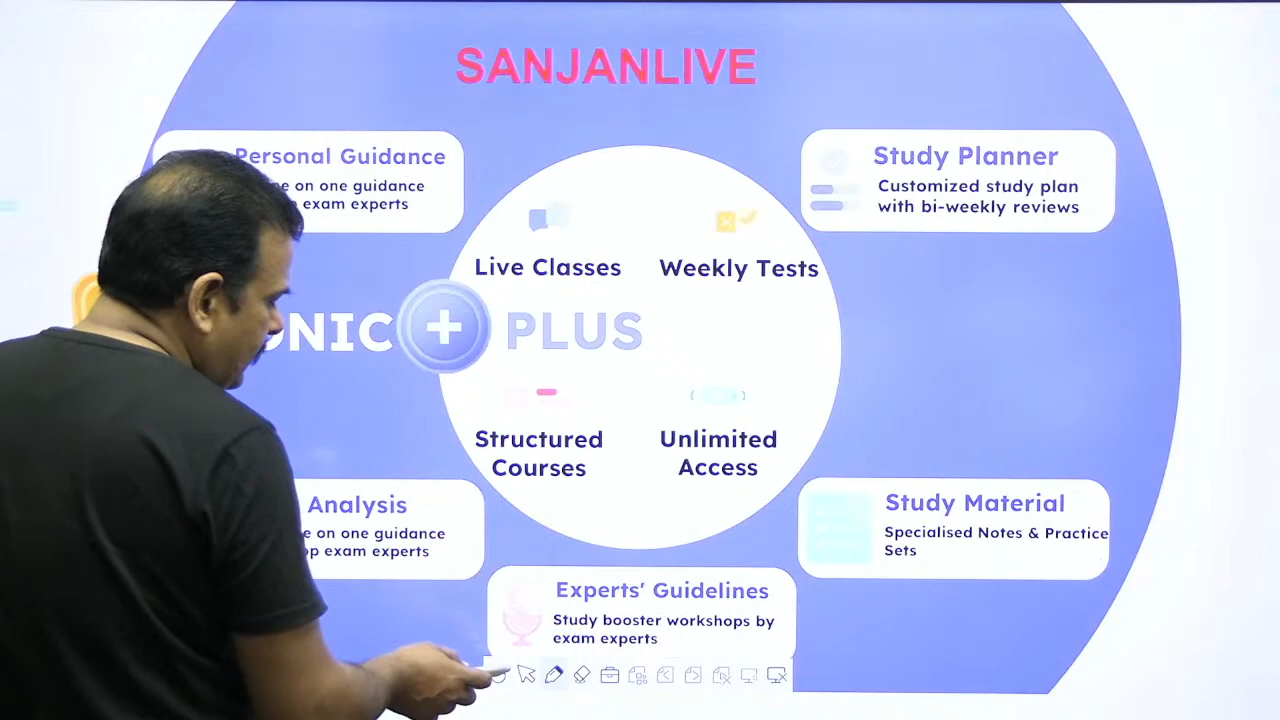 SANJANLIVE
Personal Guidance
on one guidance
exam experts
Study Planner
Customized study plan
with bi-weekly reviews
Live Classes
Weekly Tests
PLUS
Structured
Courses
Unlimited
Access
Analysis
on one guidance
exam experts
Study Material
Specialised Notes & Practice
Sets
Experts' Guidelines
Study booster workshops by
exam experts